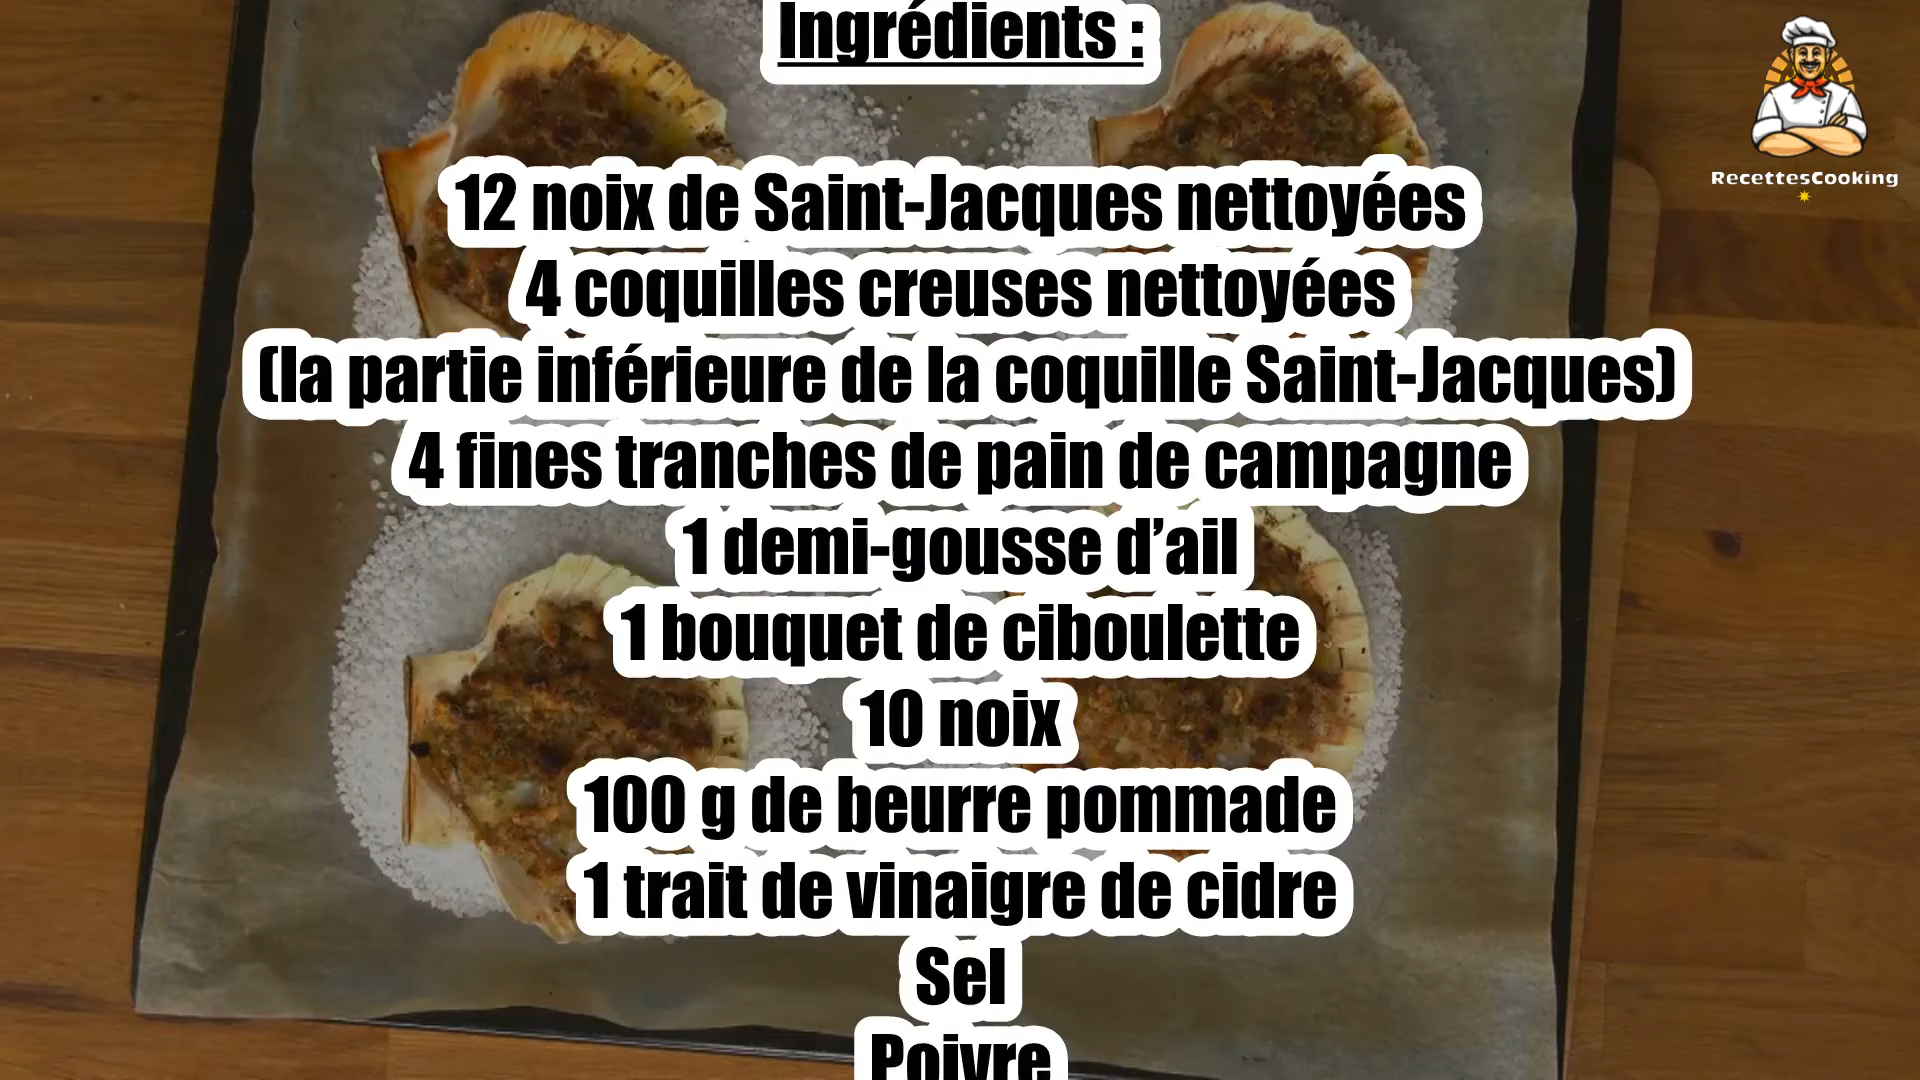 Ingrédients :
RecettesCooking
12 noix de Saint-Jacques nettoyées
4 coquilles creuses nettoyées
(la partie inférieure de la coquille Saint-Jacques)
4 fines tranches de pain de campagne
1 demi-gousse d’ail
1 bouquet de ciboulette
10 noix
100 g de beurre pommade
1 trait de vinaigre de cidre
Sel
Poivre